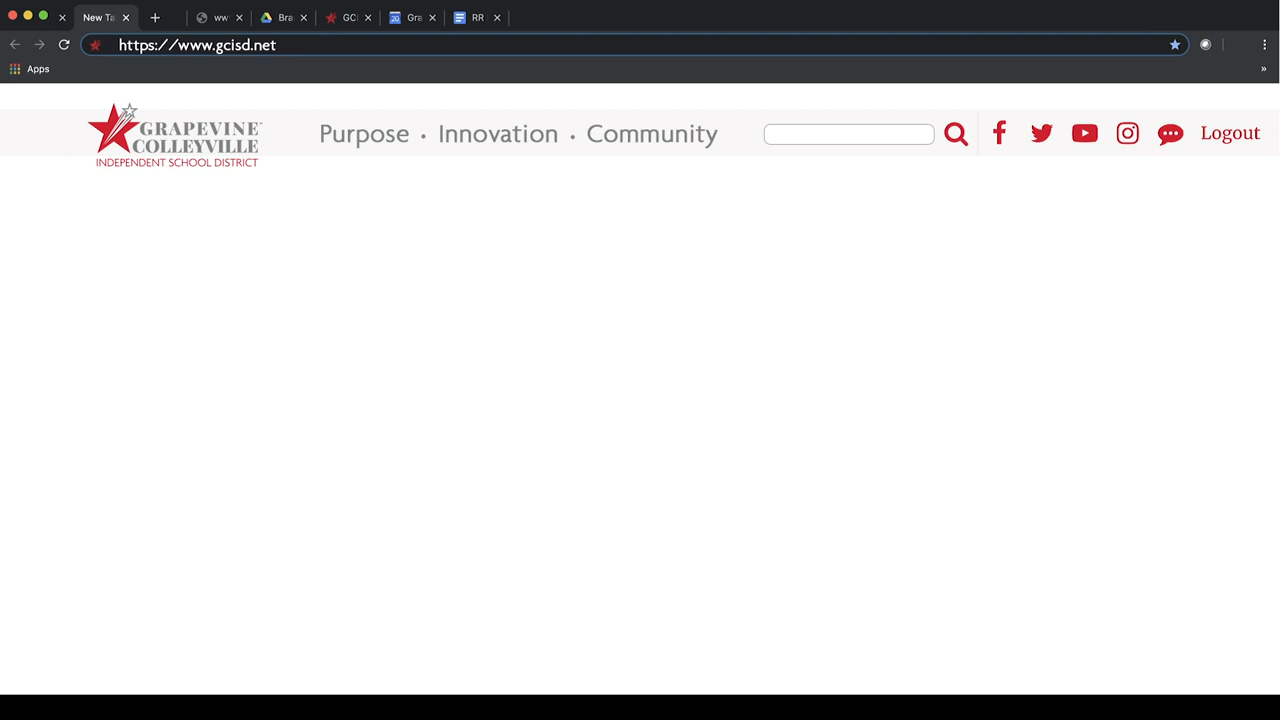 New Ta
ww
Bra
GCI
Gra
RR
https://www.gcisd.net
Apps
GRAPEVINE
COLLEYVILLE
INDEPENDENT SCHOOL DISTRICT
Purpose • Innovation • Community
Logout